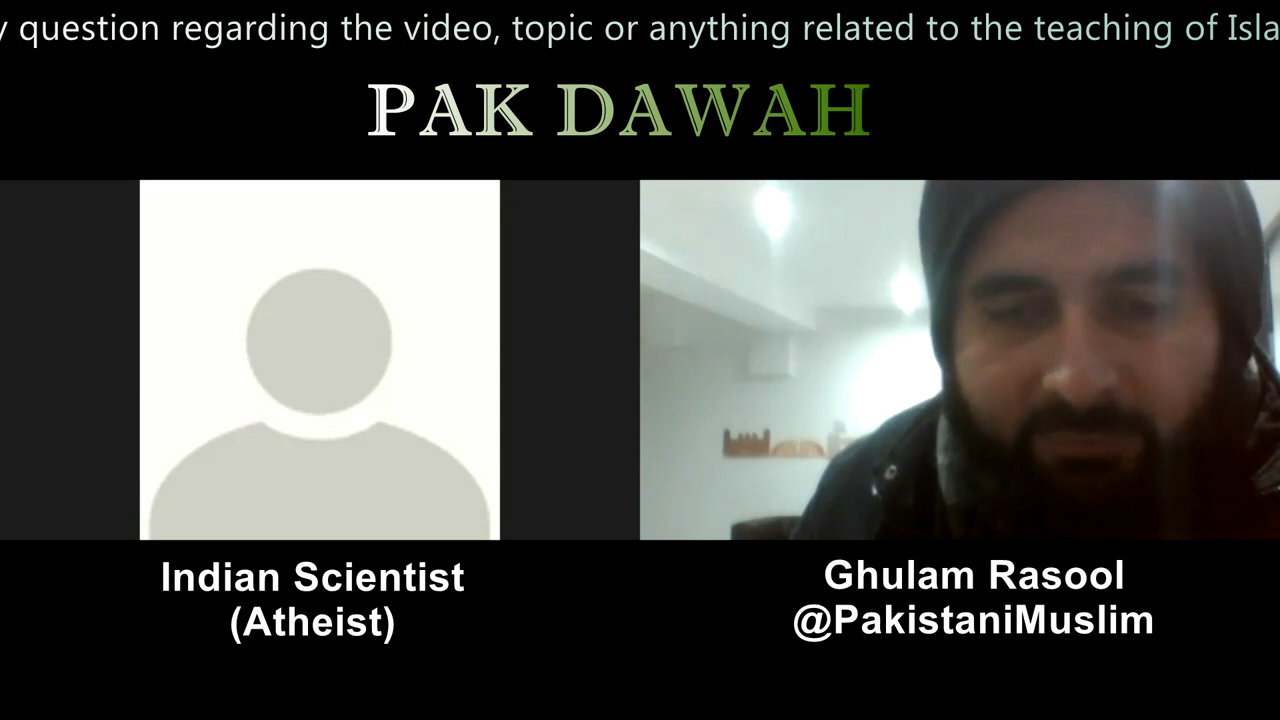 question regarding the video, topic or anything related to the teaching of
PAK DAWAH
Indian Scientist
(Atheist)
Ghulam Rasool
@PakistaniMuslim